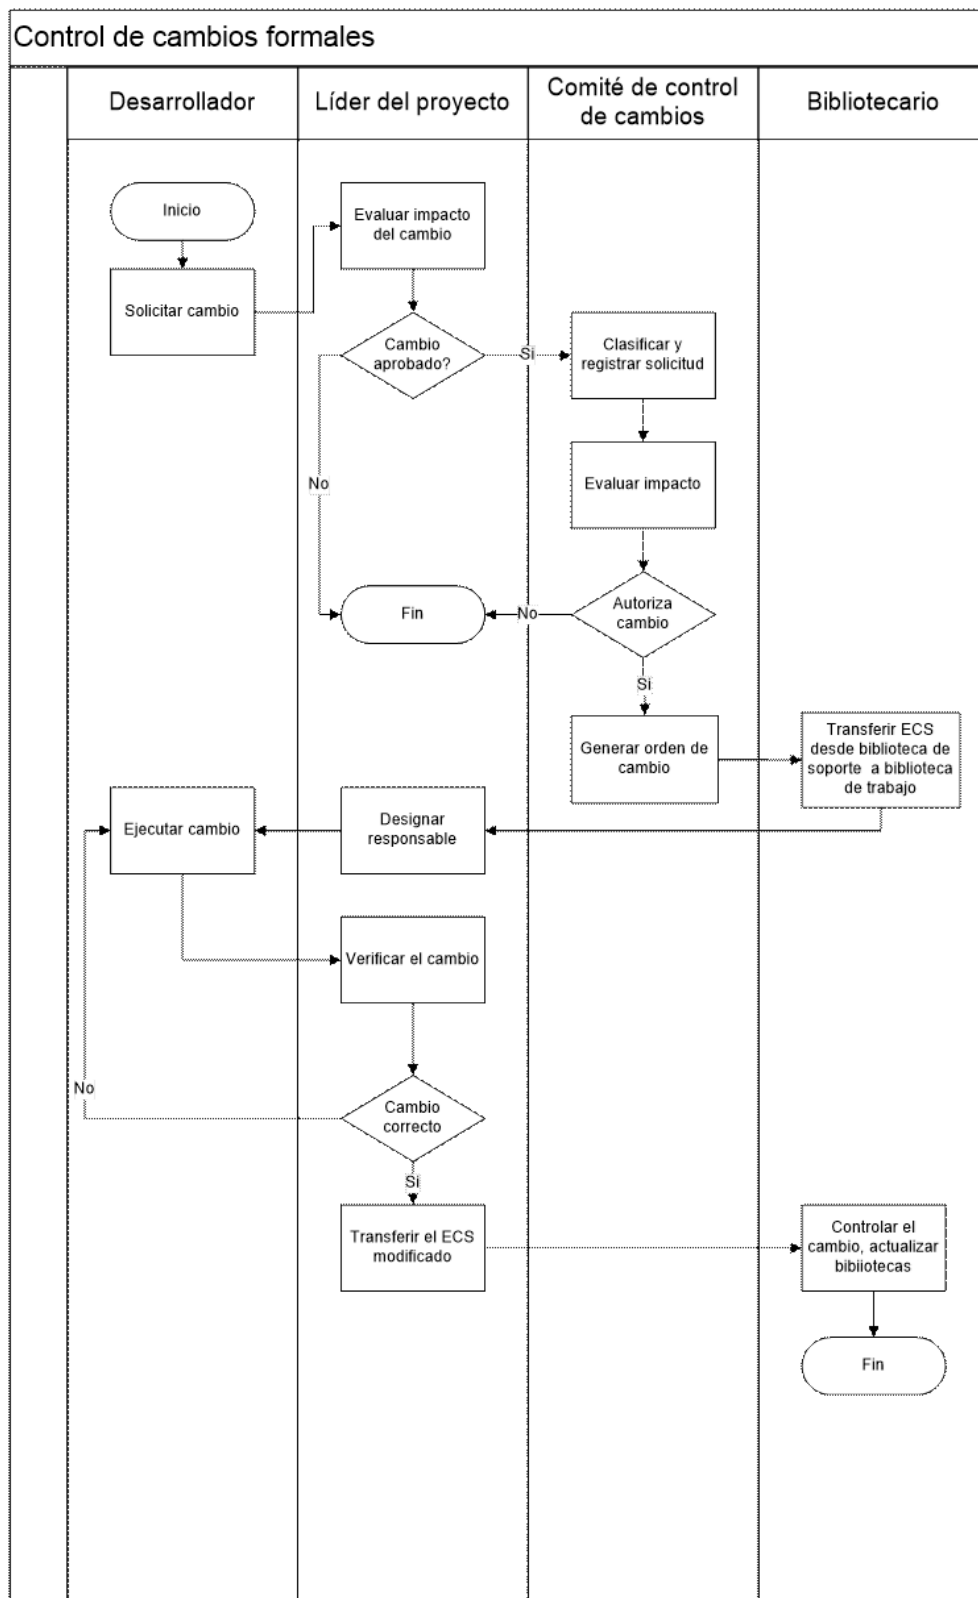 Control de cambios formales
Desarrollador
Líder del proyecto
Comité de control
de cambios
Bibliotecario
Inicio
Solicitar cambio
Evaluar impacto
del cambio
Cambio
aprobado?
Si
No
Clasificar y
registrar solicitud
Evaluar impacto
Autoriza
cambio
No
Fin
Si
Generar orden de
cambio
Transferir ECS
desde biblioteca de
soporte a biblioteca
de trabajo
Designar
responsable
Ejecutar cambio
Verificar el cambio
Cambio
correcto
No
Si
Transferir el ECS
modificado
Controlar el
cambio, actualizar
bibiiotecas
Fin